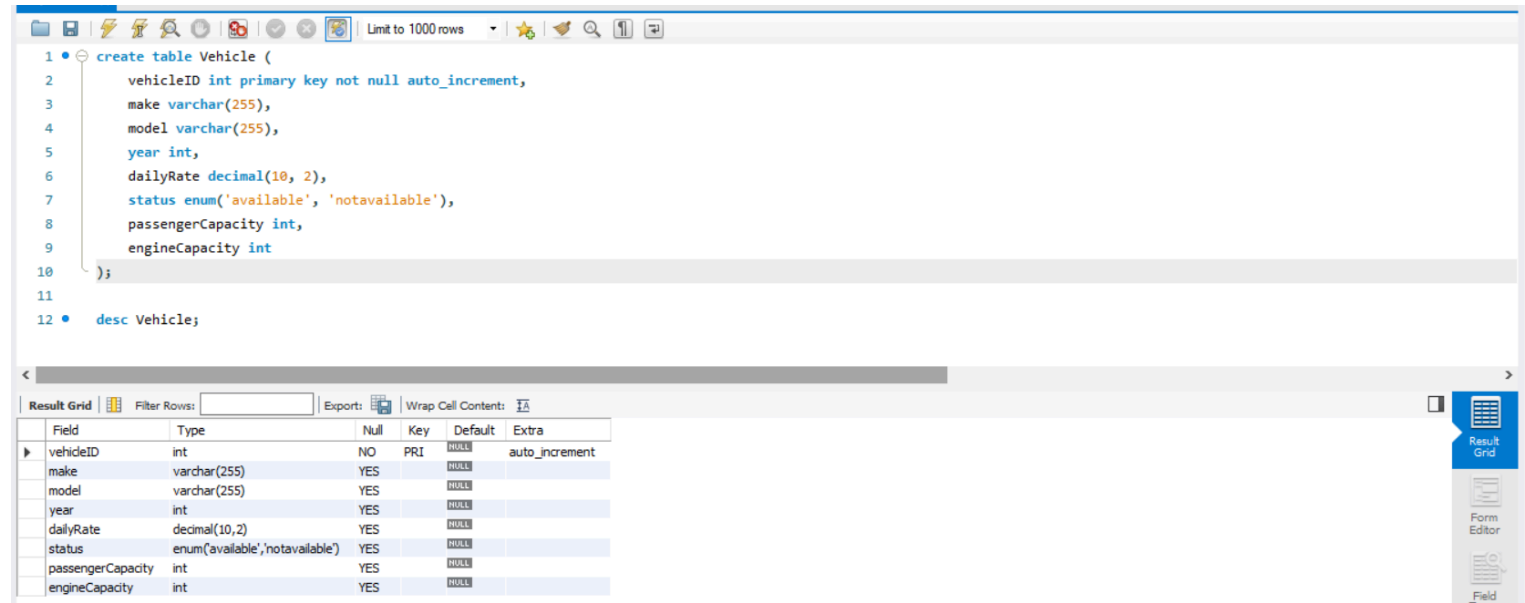 Limit to 1000 rows
1 create table Vehicle (
2 vehicleID int primary key not null auto_increment,
3 make varchar(255),
4 model varchar(255),
5 year int,
6 dailyRate decimal(10, 2),
7 status enum('available', 'notavailable'),
8 passengerCapacity int,
9 engineCapacity int
10 );
11
12 desc Vehicle;
Result Grid Filter Rows: Export: Wrap Cell Content: IA
Field Type Null Key Default Extra
vehicleID int NO PRI NULL auto_increment
make varchar(255) YES NULL
model varchar(255) YES NULL
year int YES NULL
dailyRate decimal(10,2) YES NULL
status enum('available','notavailable') YES NULL
passengerCapacity int YES NULL
engineCapacity int YES NULL
Result
Grid
Form
Editor
Field